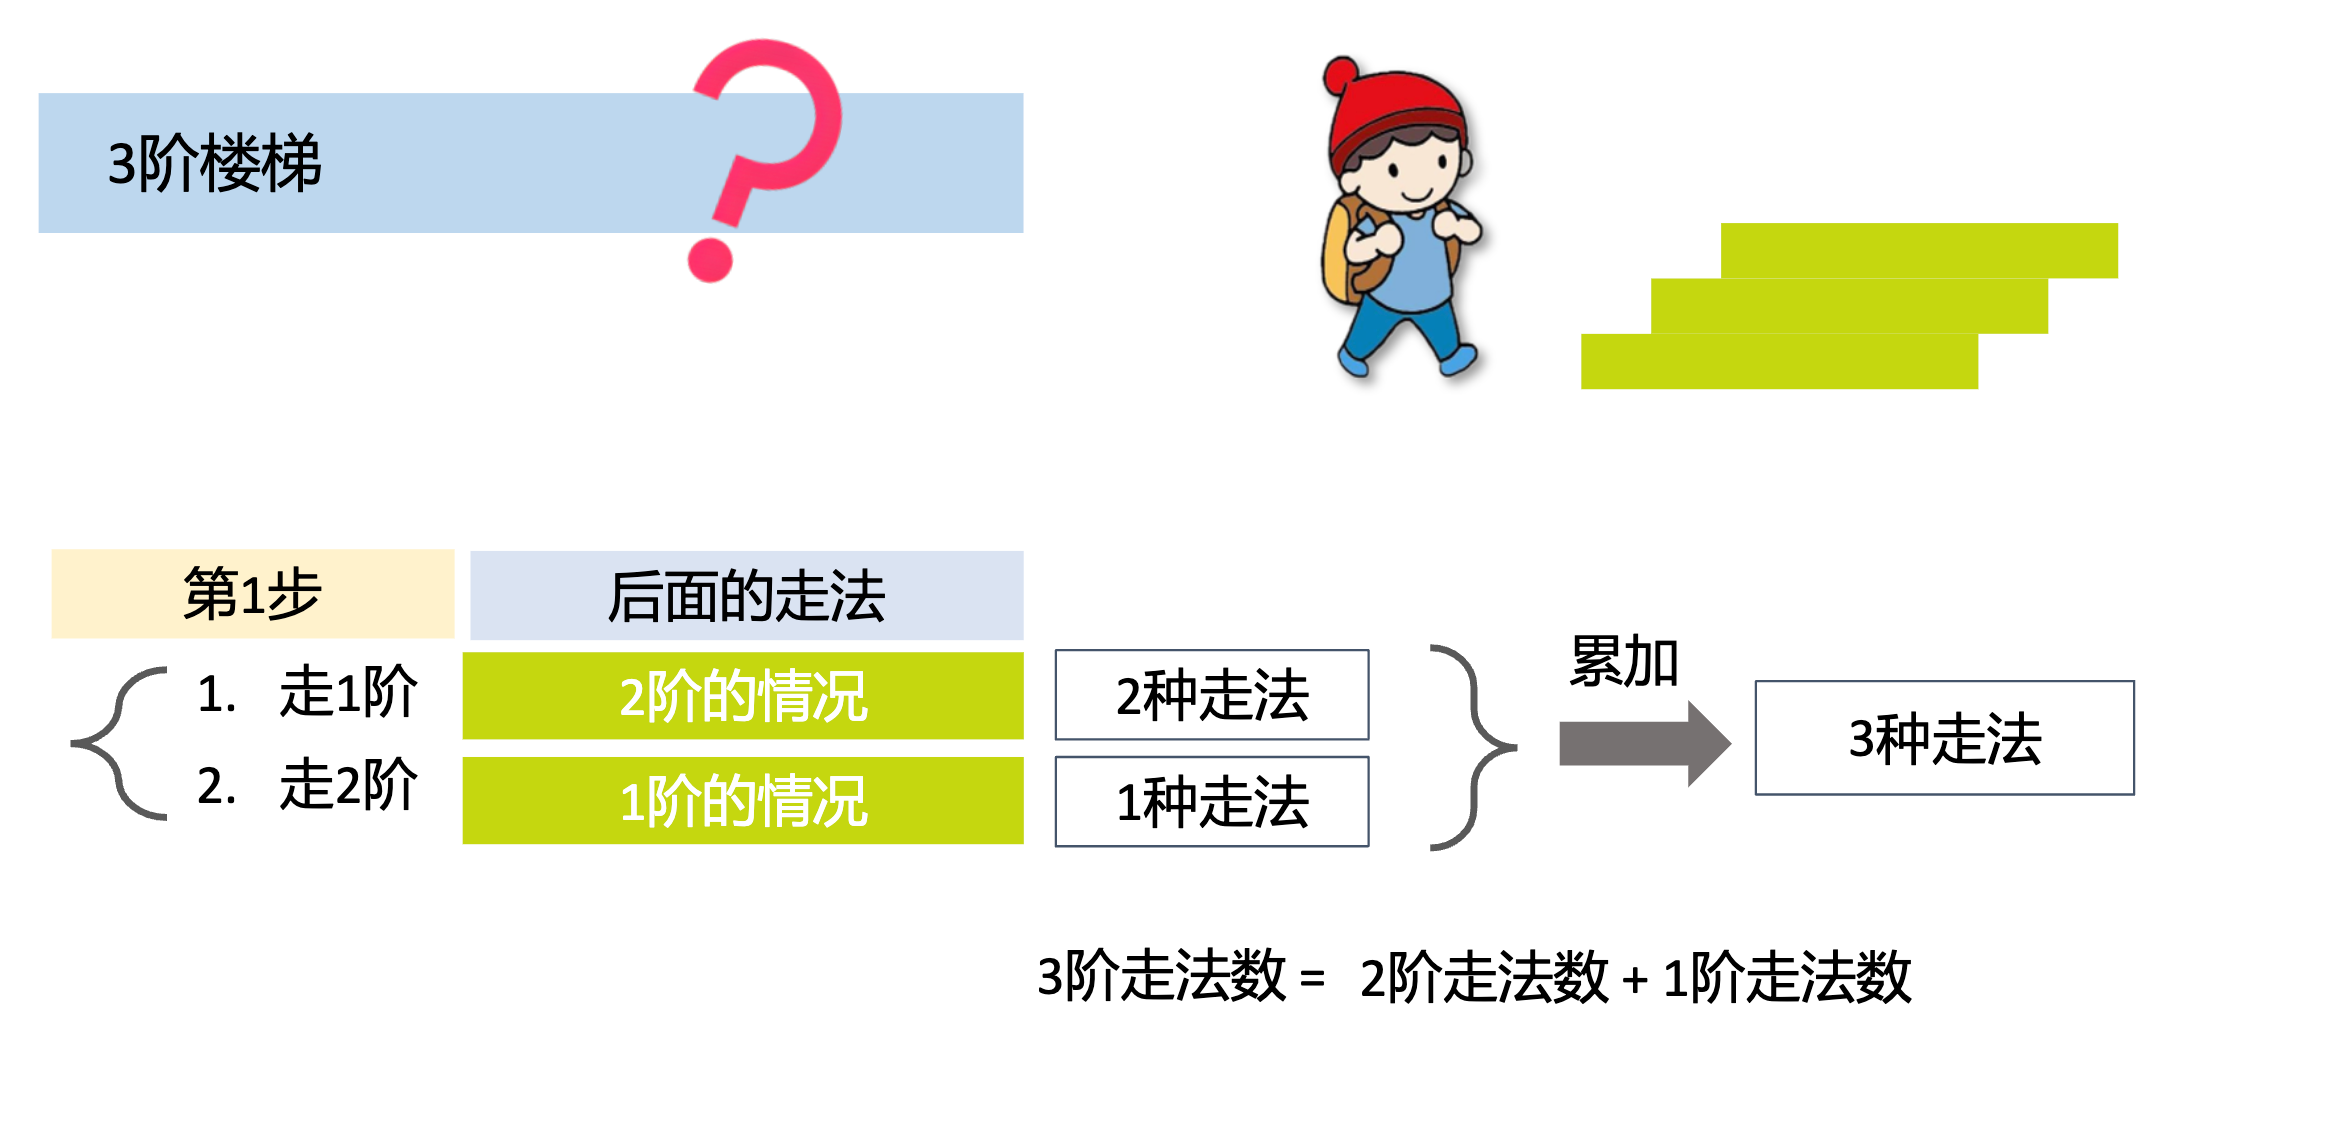 3阶楼梯
?
第1步 后面的走法
1. 走1阶 2阶的情况 2种走法
2. 走2阶 1阶的情况 1种走法
累加
3种走法
3阶走法数 = 2阶走法数 + 1阶走法数